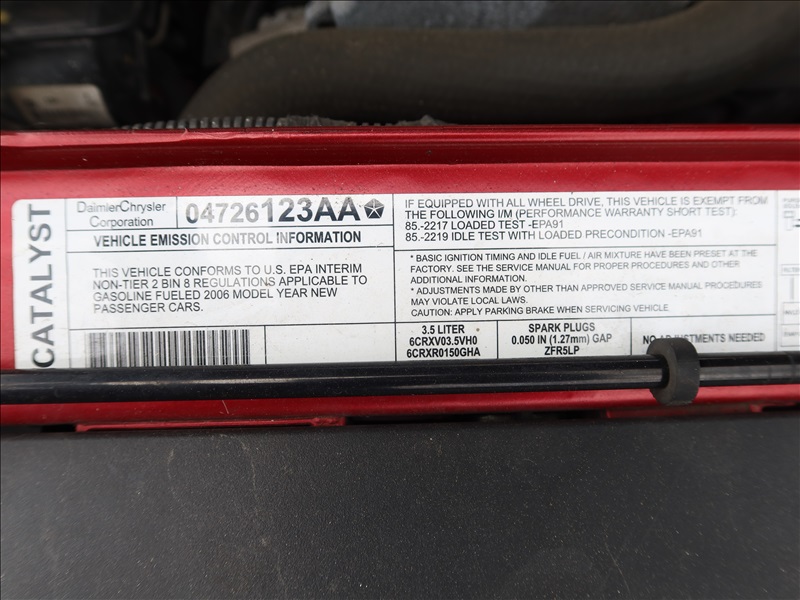 CATALYST
DaimlerChrysler
Corporation
04726123AA
VEHICLE EMISSION CONTROL INFORMATION
THIS VEHICLE CONFORMS TO U.S. EPA INTERIM
NON-TIER 2 BIN 8 REGULATIONS APPLICABLE TO
GASOLINE FUELED 2006 MODEL YEAR NEW
PASSENGER CARS.
IF EQUIPPED WITH ALL WHEEL DRIVE, THIS VEHICLE IS EXEMPT FROM
THE FOLLOWING I/M (PERFORMANCE WARRANTY SHORT TEST):
85.-2217 LOADED TEST -EPA91
85.-2219 IDLE TEST WITH LOADED PRECONDITION -EPA91
* BASIC IGNITION TIMING AND IDLE FUEL / AIR MIXTURE HAVE BEEN PRESET AT THE
FACTORY. SEE THE SERVICE MANUAL FOR PROPER PROCEDURES AND OTHER
ADDITIONAL INFORMATION.
* ADJUSTMENTS MADE BY OTHER THAN APPROVED SERVICE MANUAL PROCEDURES
MAY VIOLATE LOCAL LAWS.
CAUTION: APPLY PARKING BRAKE WHEN SERVICING VEHICLE
3.5 LITER
6CRXV03.5VH0
6CRXR0150GHA
SPARK PLUGS
0.050 IN (1.27mm) GAP
ZFR5LP
NO ADJUSTMENTS NEEDED